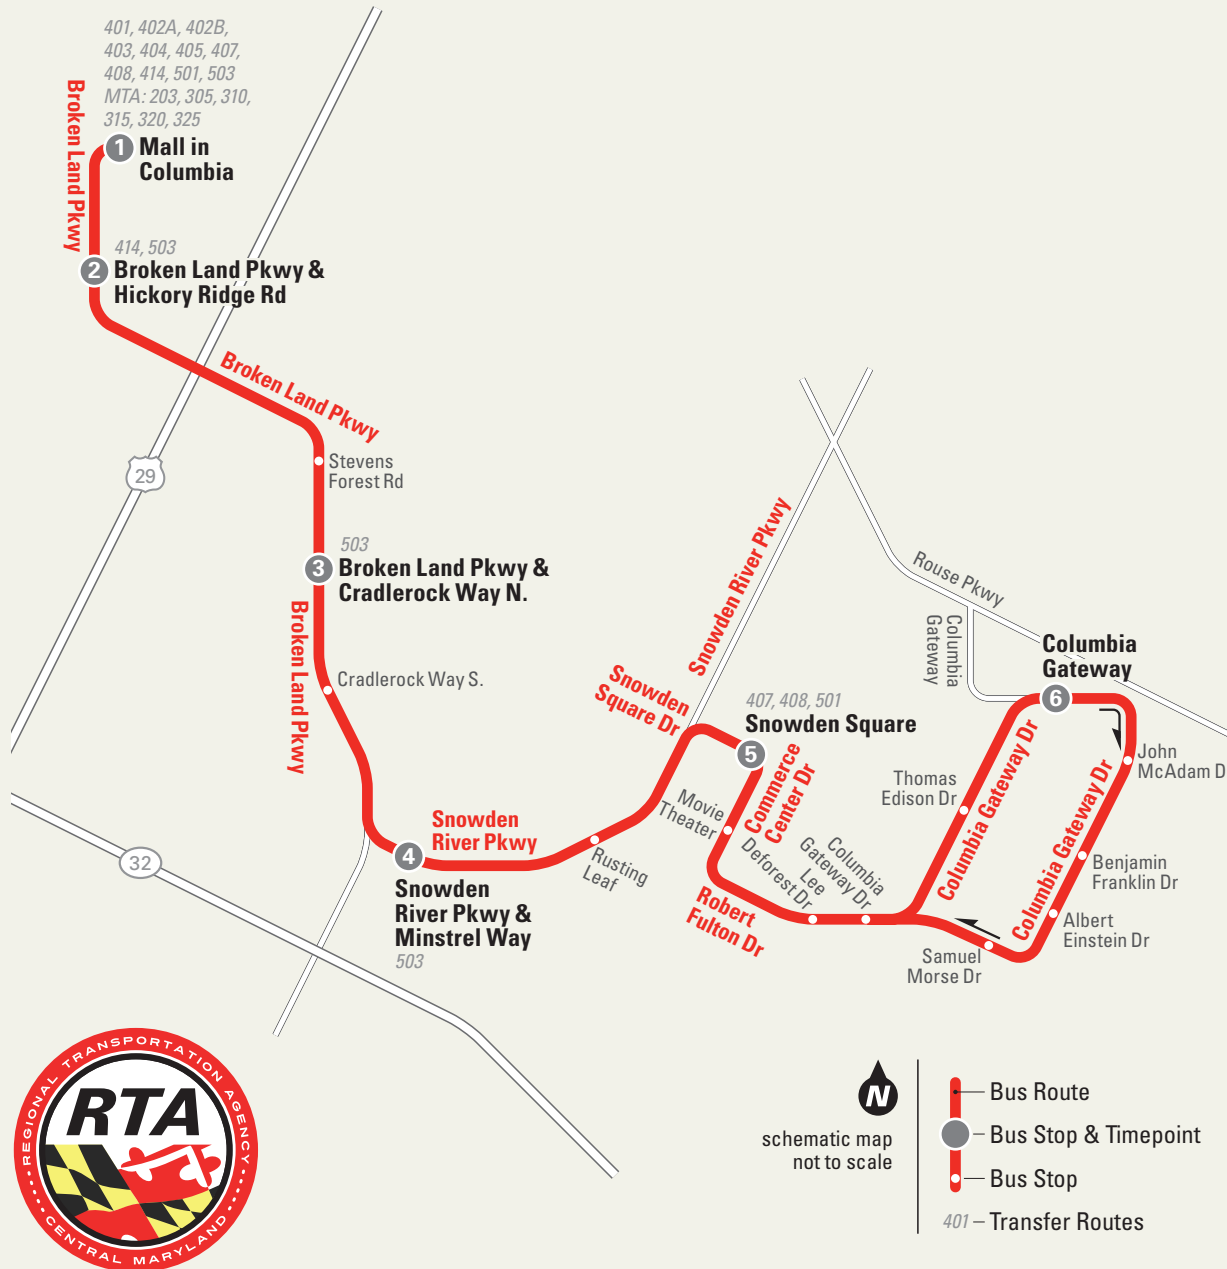 401, 402A, 402B,
403, 404, 405, 407,
408, 414, 501, 503
MTA: 203, 305, 310,
315, 320, 325
Broken Land Pkwy
1
Mall in
Columbia
414, 503
2
Broken Land Pkwy &
Hickory Ridge Rd
Broken Land Pkwy
29
Stevens
Forest Rd
503
3
Broken Land Pkwy &
Cradlerock Way N.
Broken Land Pkwy
Cradlerock Way S.
32
4
Snowden
River Pkwy
Snowden
River Pkwy &
Minstrel Way
503
Rusting
Leaf
Snowden River Pkwy
Snowden
Square Dr
407, 408, 501
Snowden Square
5
Movie
Theater
Commerce
Center Dr
Robert
Fulton Dr
Lee
Deforest Dr
Columbia
Gateway Dr
Rouse Pkwy
Columbia
Gateway
Columbia
Gateway
6
Thomas
Edison Dr
Columbia Gateway Dr
Columbia Gateway Dr
John
McAdam D
Benjamin
Franklin Dr
Albert
Einstein Dr
Samuel
Morse Dr
REGIONAL TRANSPORTATION AGENCY
RTA
CENTRAL MARYLAND
N
schematic map
not to scale
Bus Route
Bus Stop & Timepoint
Bus Stop
401 – Transfer Routes